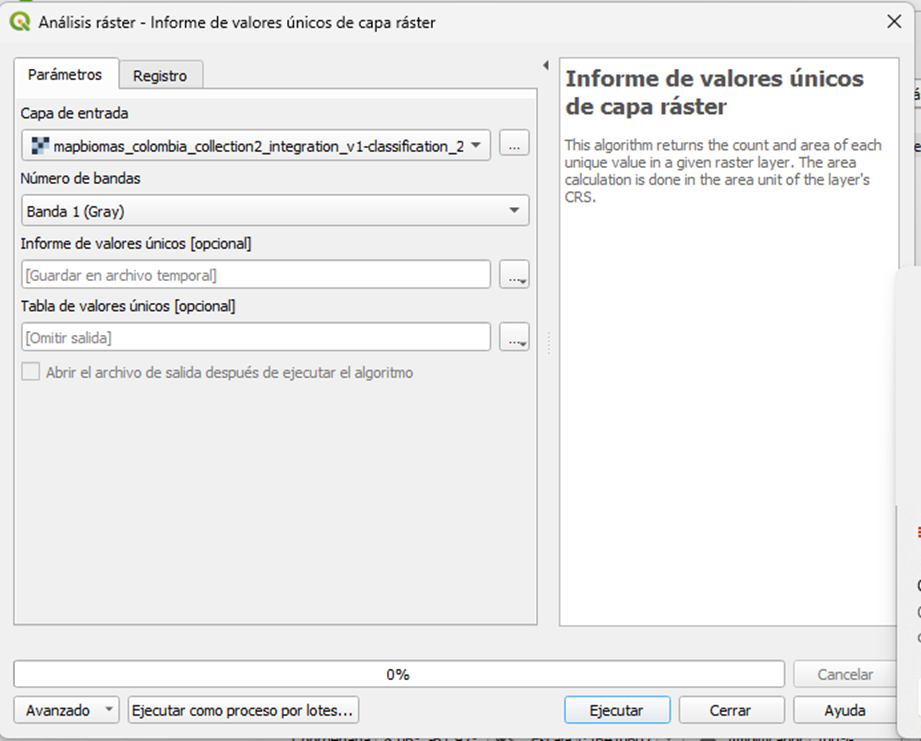 Análisis ráster - Informe de valores únicos de capa ráster
Parámetros
Registro
Capa de entrada
mapbiomas_colombia_collection2_integration_v1-classification_2
...
Número de bandas
Banda 1 (Gray)
Informe de valores únicos [opcional]
[Guardar en archivo temporal]
...
Tabla de valores únicos [opcional]
[Omitir salida]
...
Abrir el archivo de salida después de ejecutar el algoritmo
Informe de valores únicos
de capa ráster
This algorithm returns the count and area of each
unique value in a given raster layer. The area
calculation is done in the area unit of the layer's
CRS.
0%
Cancelar
Avanzado
Ejecutar como proceso por lotes...
Ejecutar
Cerrar
Ayuda